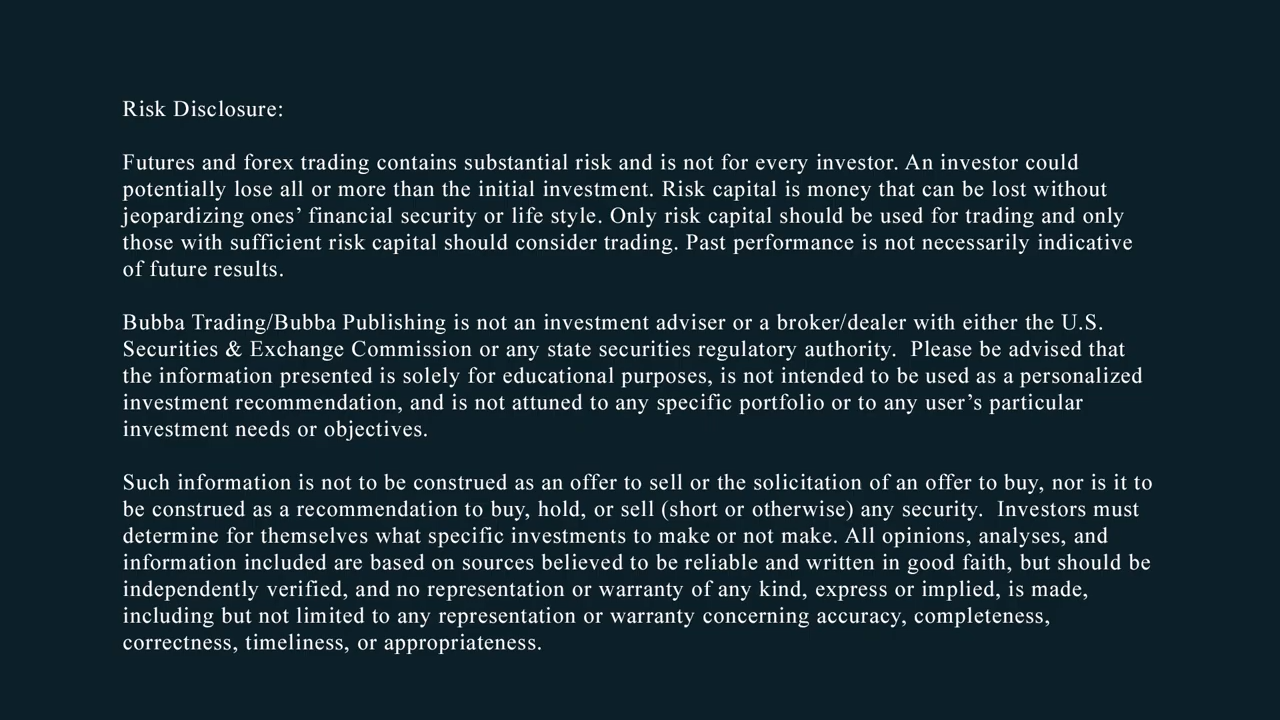 Risk Disclosure:
Futures and forex trading contains substantial risk and is not for every investor. An investor could
potentially lose all or more than the initial investment. Risk capital is money that can be lost without
jeopardizing ones’ financial security or life style. Only risk capital should be used for trading and only
those with sufficient risk capital should consider trading. Past performance is not necessarily indicative
of future results.
Bubba Trading/Bubba Publishing is not an investment adviser or a broker/dealer with either the U.S.
Securities & Exchange Commission or any state securities regulatory authority.  Please be advised that
the information presented is solely for educational purposes, is not intended to be used as a personalized
investment recommendation, and is not attuned to any specific portfolio or to any user’s particular
investment needs or objectives.
Such information is not to be construed as an offer to sell or the solicitation of an offer to buy, nor is it to
be construed as a recommendation to buy, hold, or sell (short or otherwise) any security.  Investors must
determine for themselves what specific investments to make or not make. All opinions, analyses, and
information included are based on sources believed to be reliable and written in good faith, but should be
independently verified, and no representation or warranty of any kind, express or implied, is made,
including but not limited to any representation or warranty concerning accuracy, completeness,
correctness, timeliness, or appropriateness.